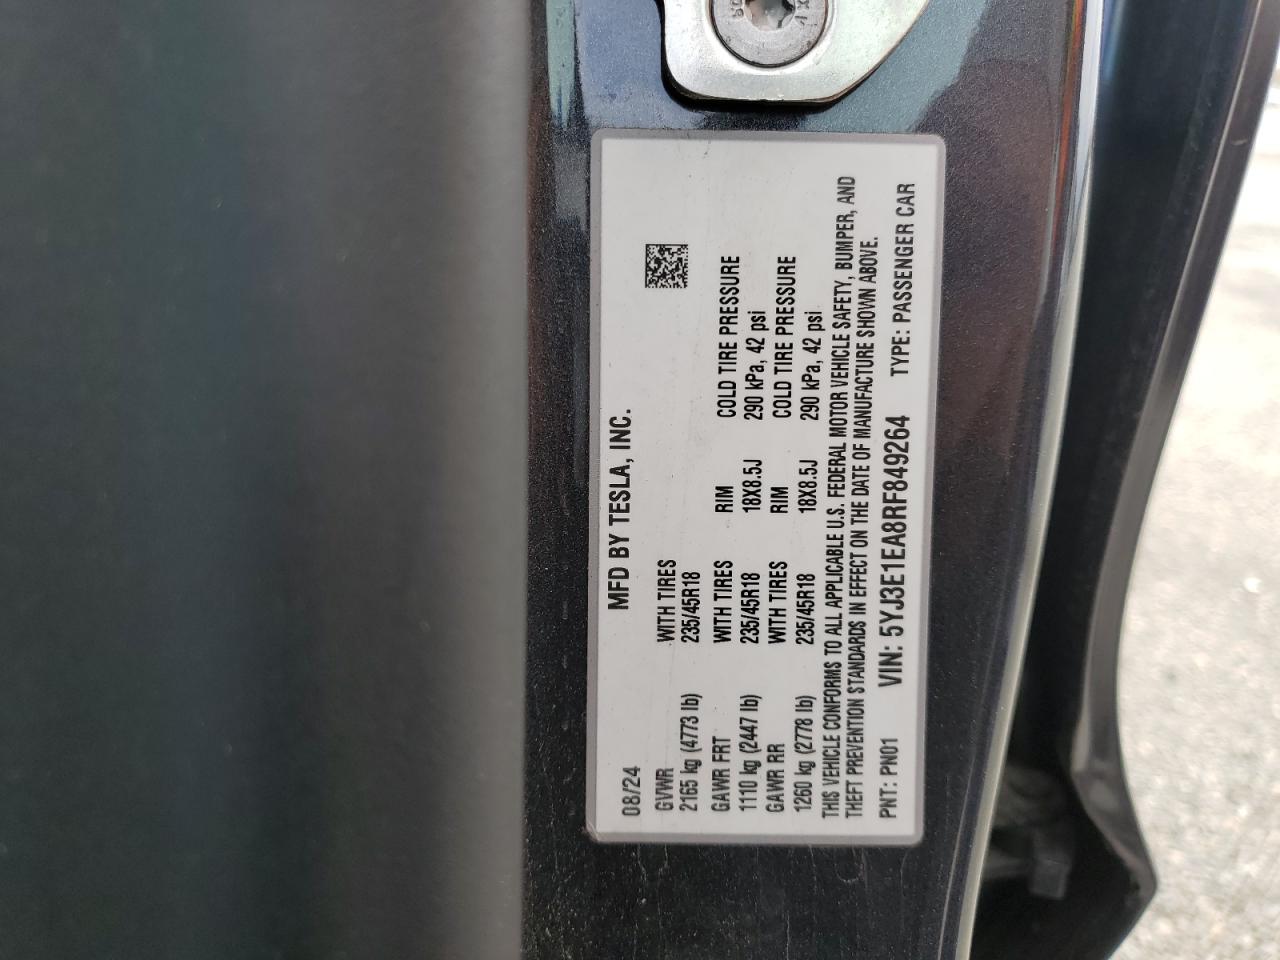 MFD BY TESLA, INC.
08/24
GVWR WITH TIRES
2165 kg (4773 lb) 235/45R18
GAWR FRT WITH TIRES RIM COLD TIRE PRESSURE
1110 kg (2447 lb) 235/45R18 18X8.5J 290 kPa, 42 psi
GAWR RR WITH TIRES RIM COLD TIRE PRESSURE
1260 kg (2778 lb) 235/45R18 18X8.5J 290 kPa, 42 psi
THIS VEHICLE CONFORMS TO ALL APPLICABLE U.S. FEDERAL MOTOR VEHICLE SAFETY, BUMPER, AND
THEFT PREVENTION STANDARDS IN EFFECT ON THE DATE OF MANUFACTURE SHOWN ABOVE.
PNT: PN01 VIN: 5YJ3E1EA8RF849264 TYPE: PASSENGER CAR